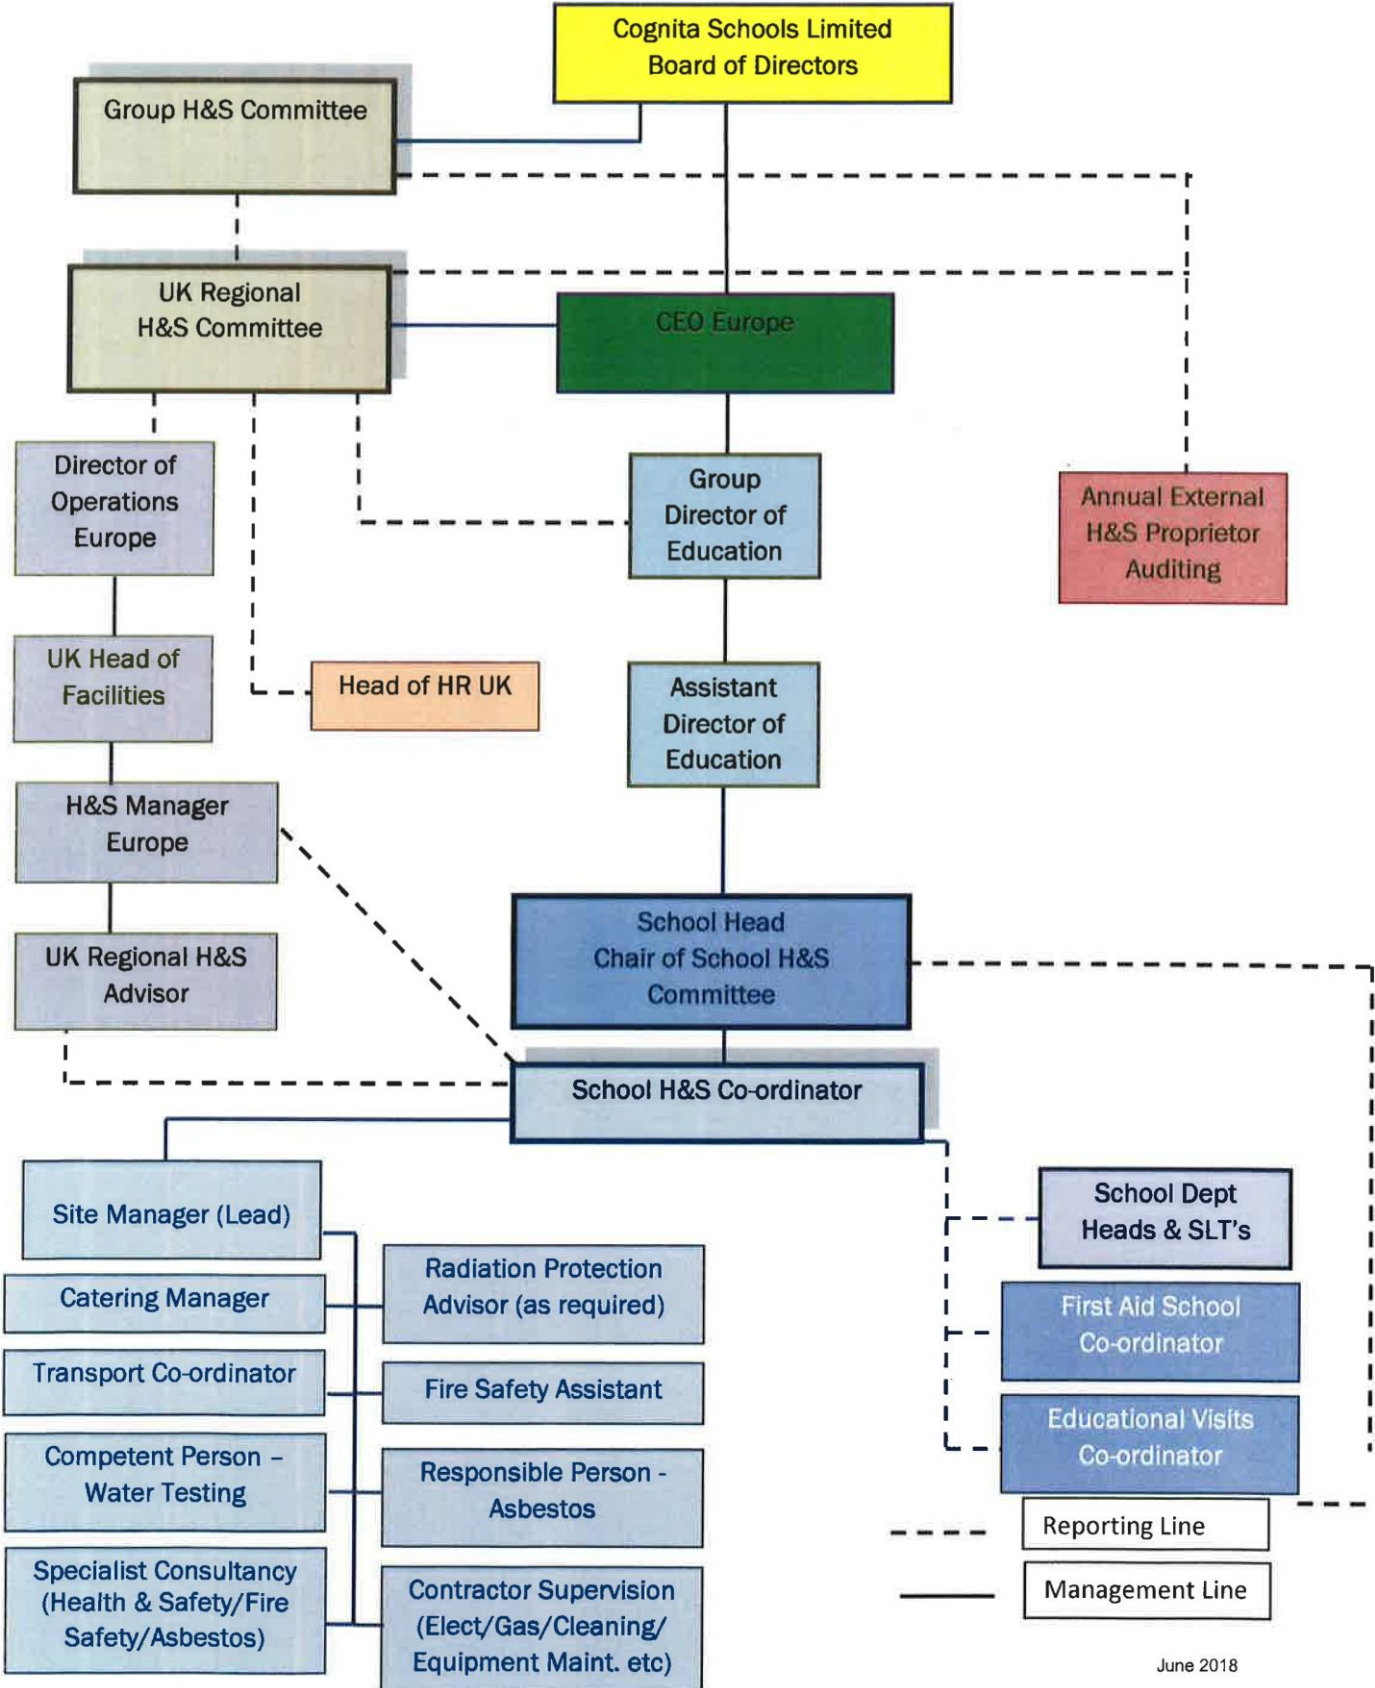 Cognita Schools Limited
Board of Directors
Group H&S Committee
UK Regional
H&S Committee
CEO Europe
Director of
Operations
Europe
Group
Director of
Education
Annual External
H&S Proprietor
Auditing
UK Head of
Facilities
Head of HR UK
Assistant
Director of
Education
H&S Manager
Europe
School Head
Chair of School H&S
Committee
UK Regional H&S
Advisor
School H&S Co-ordinator
Site Manager (Lead)
School Dept
Heads & SLT's
Catering Manager
Radiation Protection
Advisor (as required)
First Aid School
Co-ordinator
Transport Co-ordinator
Fire Safety Assistant
Educational Visits
Co-ordinator
Competent Person –
Water Testing
Responsible Person -
Asbestos
Reporting Line
Specialist Consultancy
(Health & Safety/Fire
Safety/Asbestos)
Contractor Supervision
(Elect/Gas/Cleaning/
Equipment Maint. etc)
Management Line
June 2018